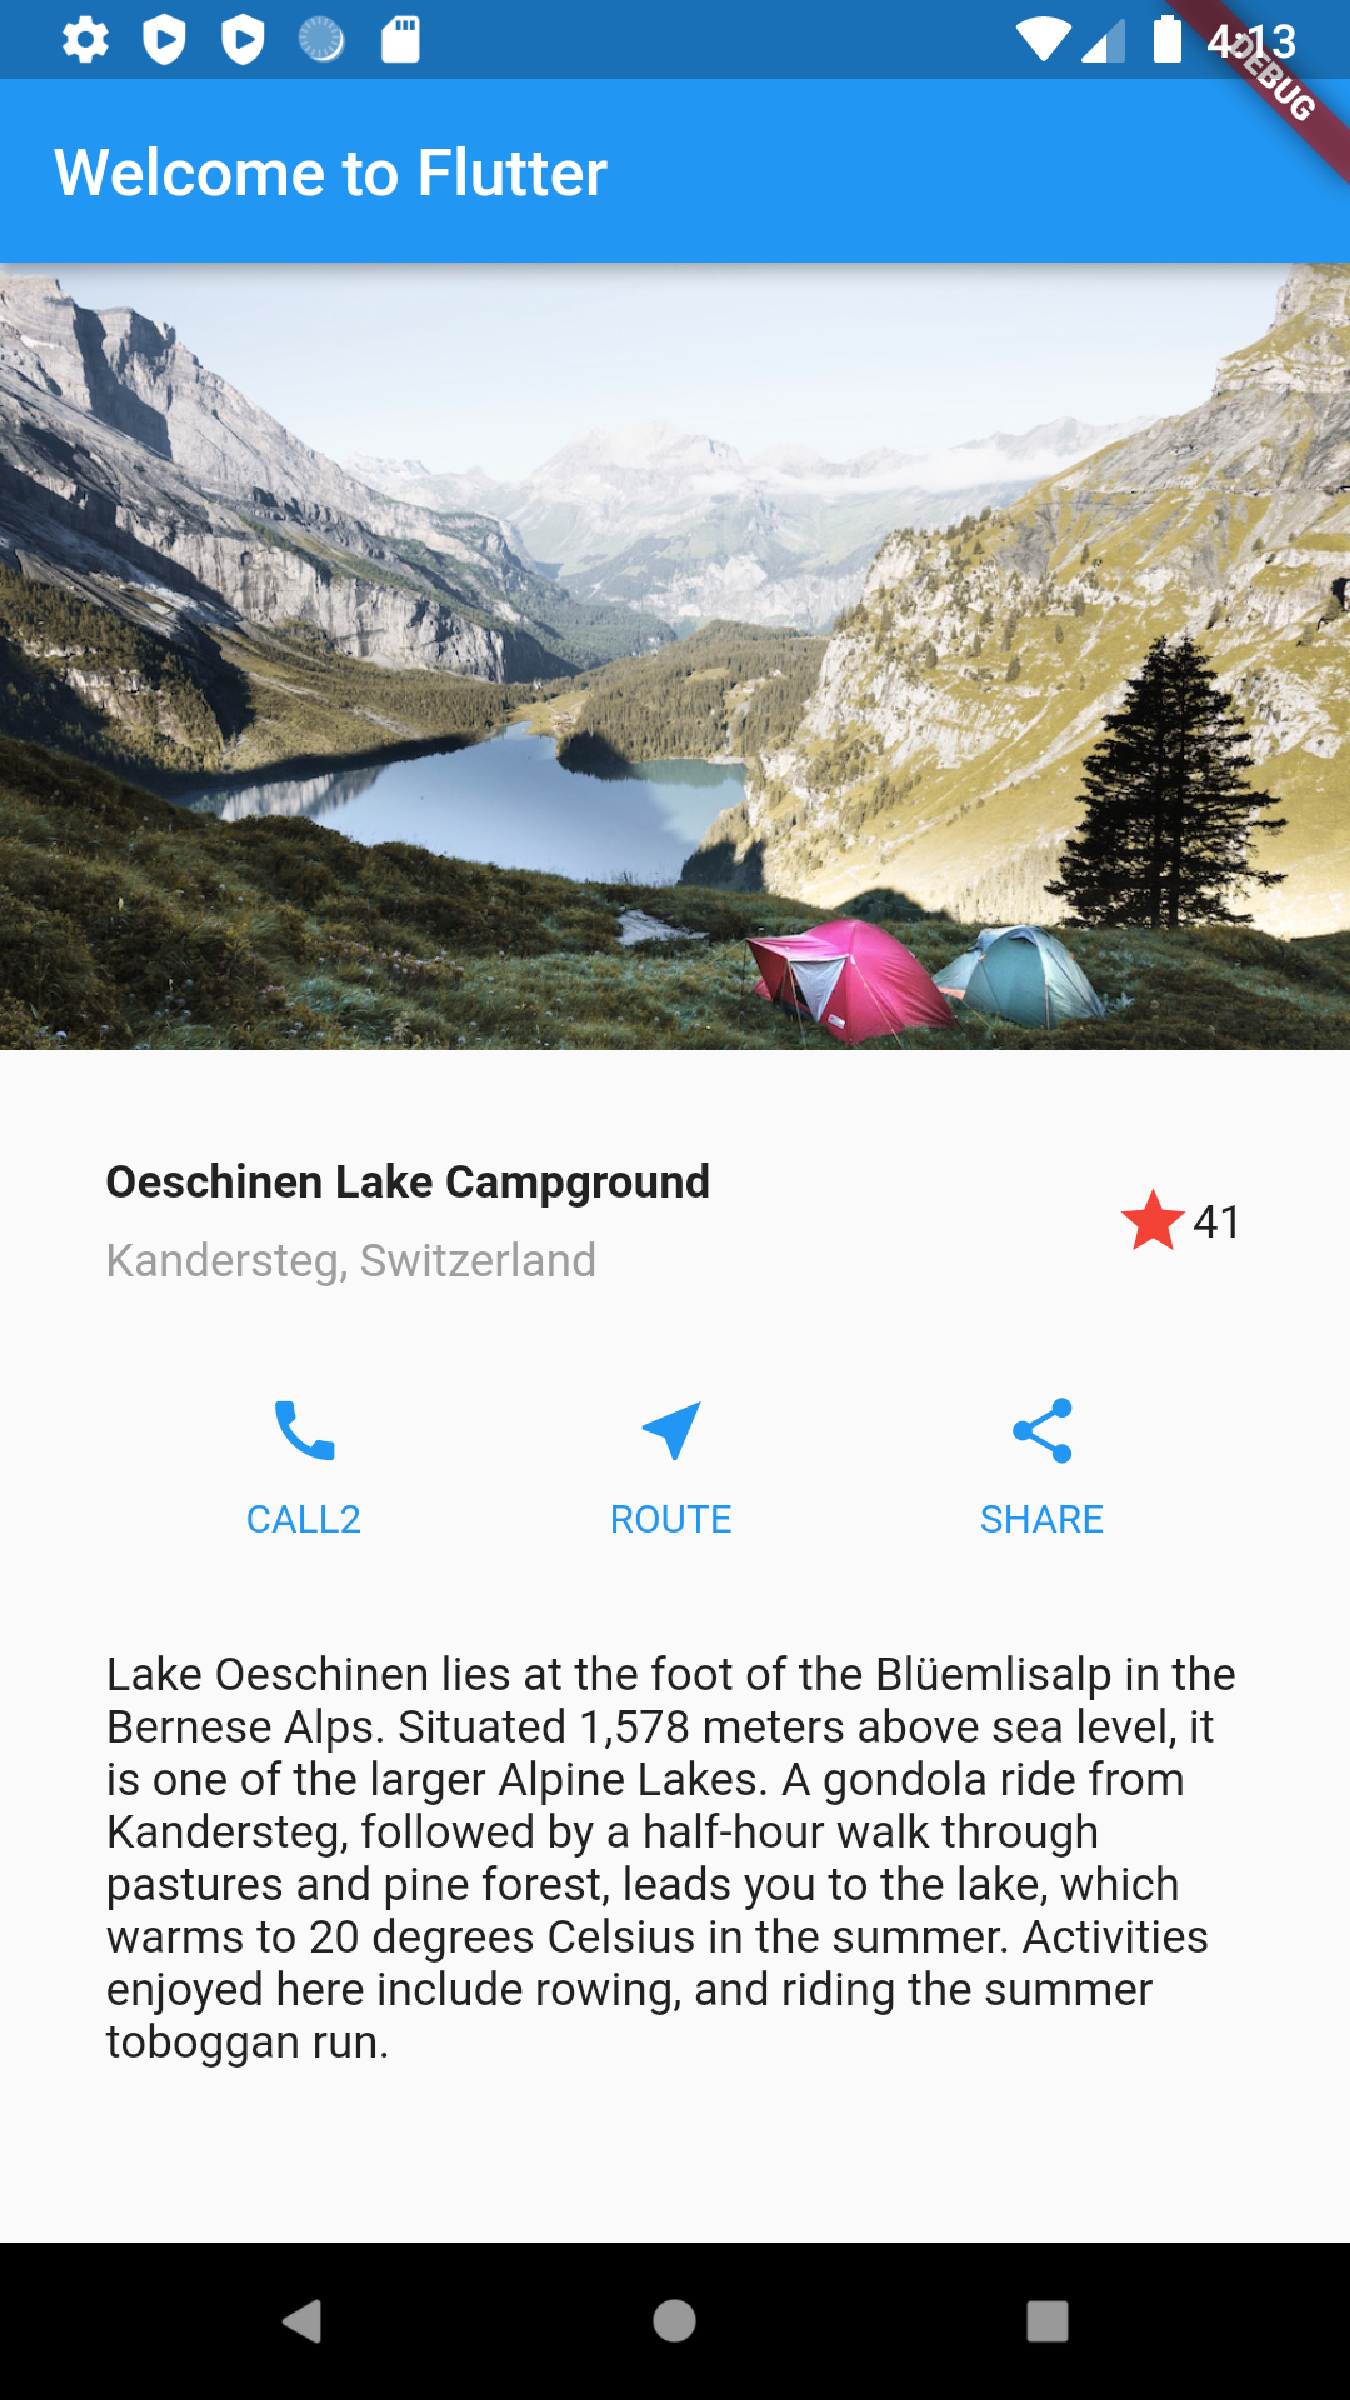 4:13
DEBUG
Welcome to Flutter
Oeschinen Lake Campground
Kandersteg, Switzerland
41
CALL2
ROUTE
SHARE
Lake Oeschinen lies at the foot of the Blüemlisalp in the
Bernese Alps. Situated 1,578 meters above sea level, it
is one of the larger Alpine Lakes. A gondola ride from
Kandersteg, followed by a half-hour walk through
pastures and pine forest, leads you to the lake, which
warms to 20 degrees Celsius in the summer. Activities
enjoyed here include rowing, and riding the summer
toboggan run.